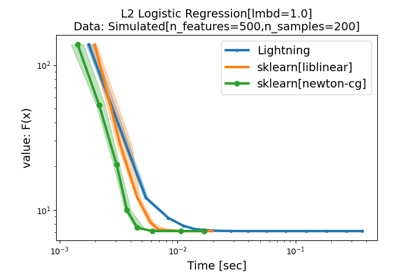 L2 Logistic Regression[lmbd=1.0]
Data: Simulated[n_features=500,n_samples=200]
Lightning
sklearn[liblinear]
sklearn[newton-cg]
value: F(x)
10²
10¹
10⁻³ 10⁻² 10⁻¹
Time [sec]